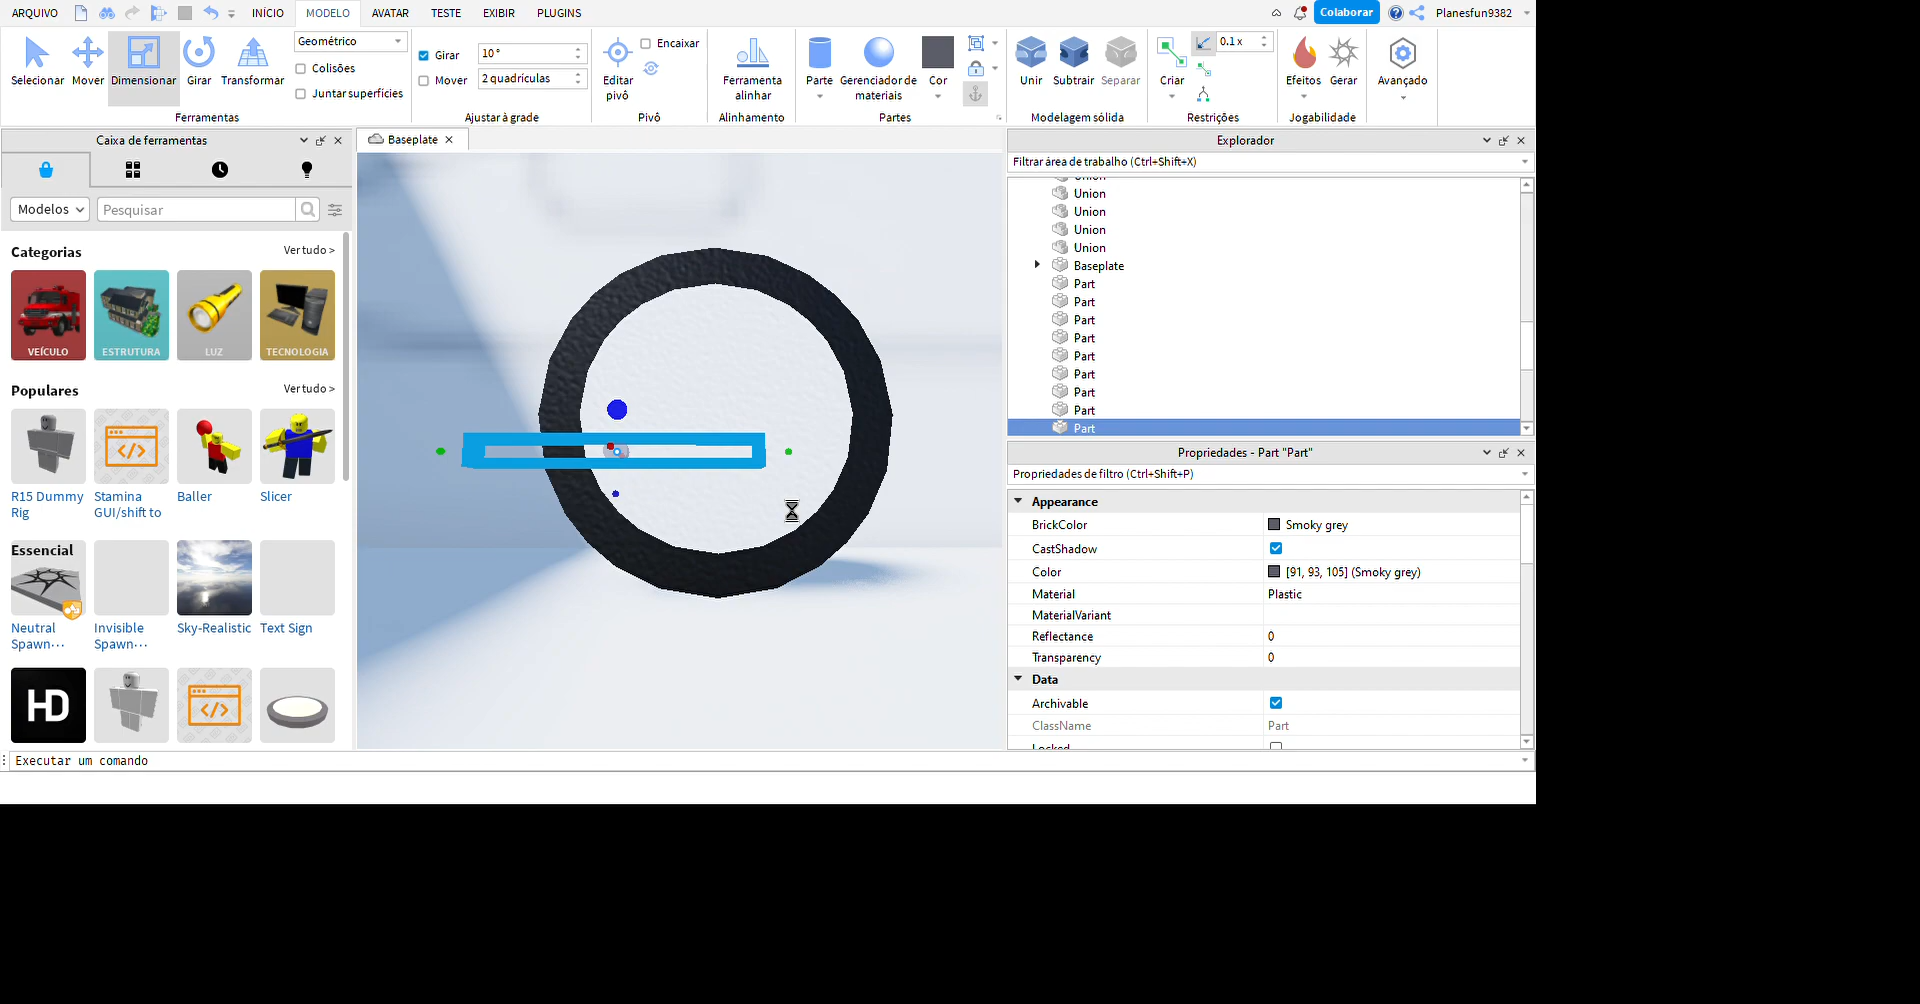 ARQUIVO
INÍCIO
MODELO
AVATAR
TESTE
EXIBIR
PLUGINS
Colaborar
Planesfun9382
Selecionar
Mover
Dimensionar
Girar
Transformar
Geométrico
Colisões
Juntar superfícies
Ferramentas
Girar
10 °
Mover
2 quadrículas
Ajustar à grade
Editar
pivô
Encaixar
Pivô
Ferramenta
alinhar
Alinhamento
Parte
Gerenciador de
materiais
Cor
Partes
Unir
Subtrair
Separar
Modelagem sólida
Criar
0.1 x
Restrições
Efeitos
Gerar
Jogabilidade
Avançado
Caixa de ferramentas
Modelos
Pesquisar
Categorias
Ver tudo >
VEÍCULO
ESTRUTURA
LUZ
TECNOLOGIA
Populares
Ver tudo >
R15 Dummy
Rig
Stamina
GUI/shift to
Baller
Slicer
Essencial
Neutral
Spawn···
Invisible
Spawn···
Sky-Realistic
Text Sign
HD
Baseplate
Explorador
Filtrar área de trabalho (Ctrl+Shift+X)
Union
Union
Union
Union
Union
Baseplate
Part
Part
Part
Part
Part
Part
Part
Part
Part
Propriedades - Part "Part"
Propriedades de filtro (Ctrl+Shift+P)
Appearance
BrickColor
Smoky grey
CastShadow
Color
[91, 93, 105] (Smoky grey)
Material
Plastic
MaterialVariant
Reflectance
0
Transparency
0
Data
Archivable
ClassName
Part
Locked
Executar um comando